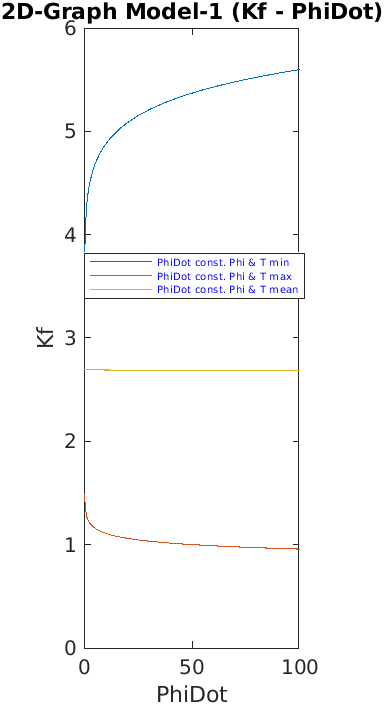 2D-Graph Model-1 (Kf - PhiDot)
6
5
4
PhiDot const. Phi & T min
PhiDot const. Phi & T max
PhiDot const. Phi & T mean
Kf
3
2
1
0
0 50 100
PhiDot